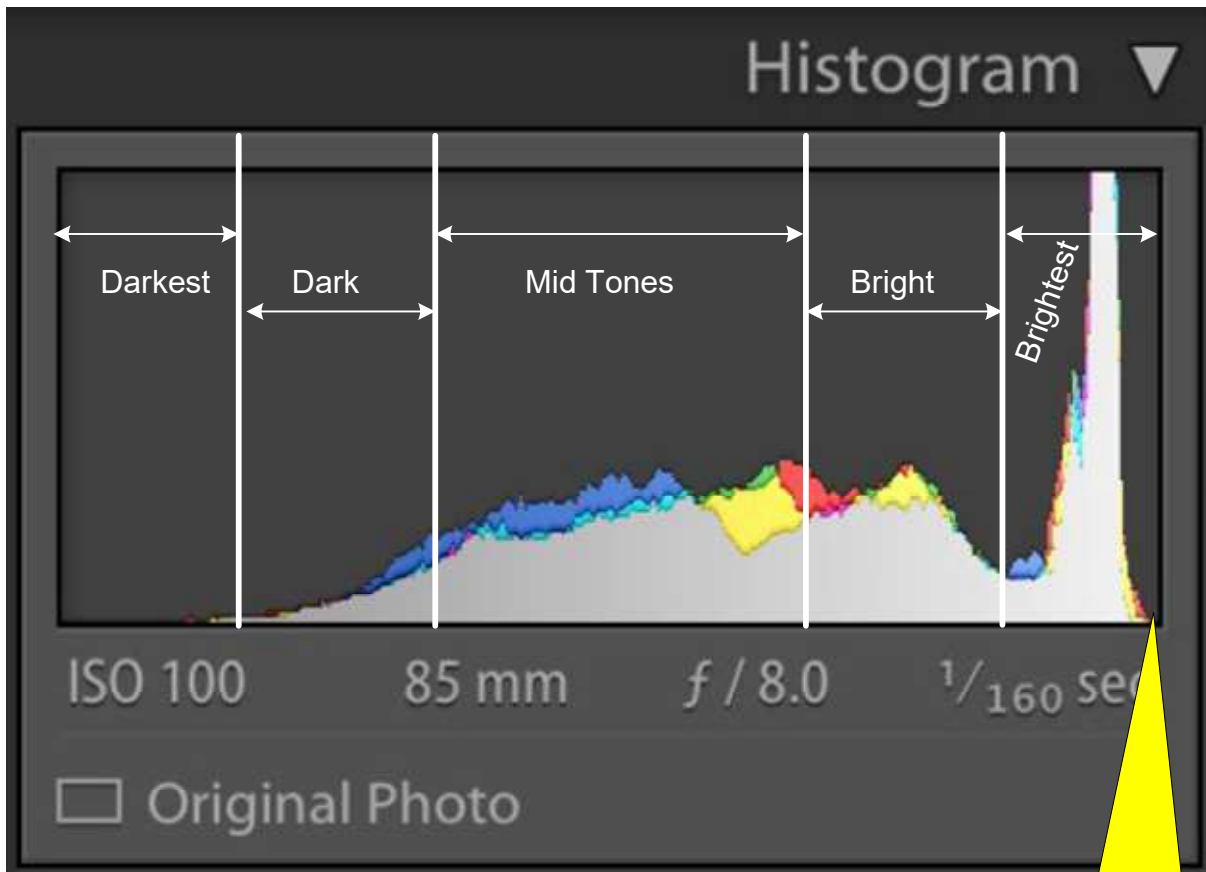 Histogram
Darkest
Dark
Mid Tones
Bright
Brightest
ISO 100 85 mm ƒ / 8.0 1/160 sec
Original Photo